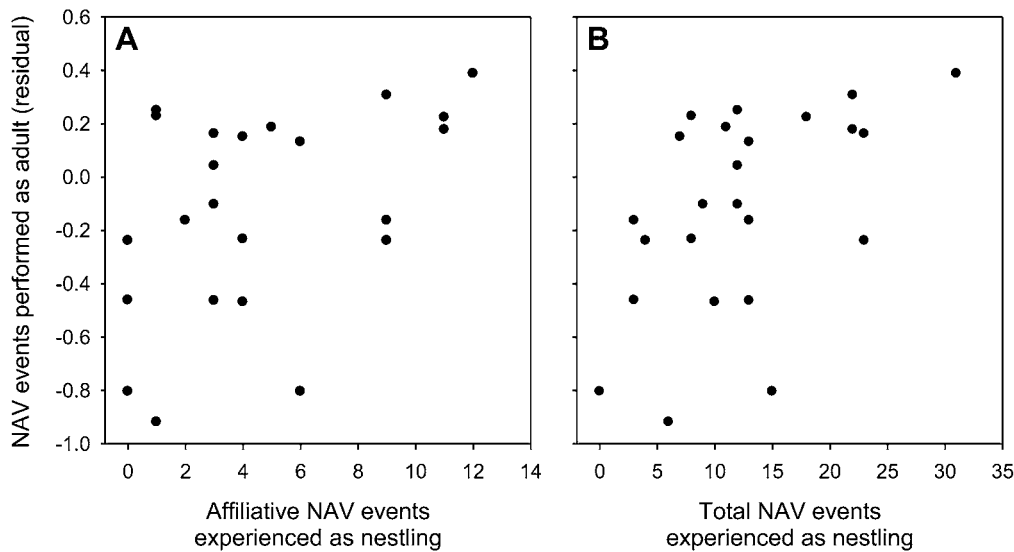 NAV events performed as adult (residual)
A
B
0.6
0.4
0.2
0.0
-0.2
-0.4
-0.6
-0.8
-1.0
0 2 4 6 8 10 12 14
0 5 10 15 20 25 30 35
Affiliative NAV events
experienced as nestling
Total NAV events
experienced as nestling